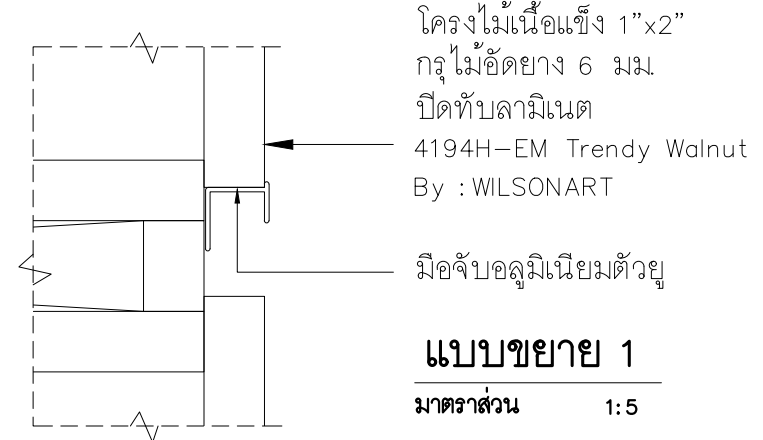 โครงไม้เนื้อแข็ง 1”x2”
กรุไม้อัดยาง 6 มม.
ปิดทับลามิเนต
4194H-EM Trendy Walnut
By : WILSONART
มือจับอลูมิเนียมตัวยู
แบบขยาย 1
มาตราส่วน 1:5